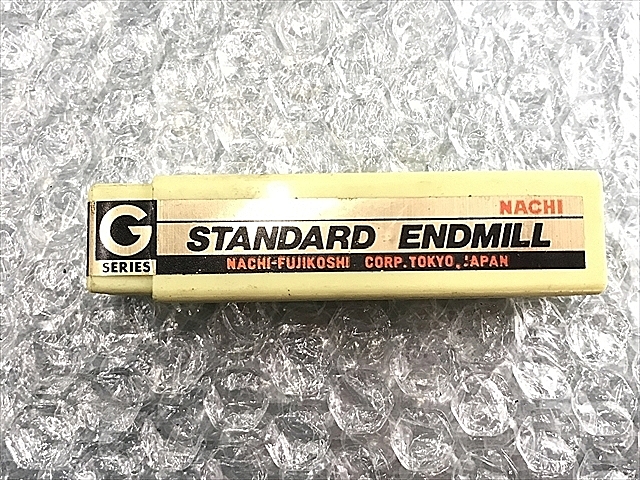 G
SERIES
NACHI
STANDARD ENDMILL
NACHI-FUJIKOSHI CORP. TOKYO, JAPAN